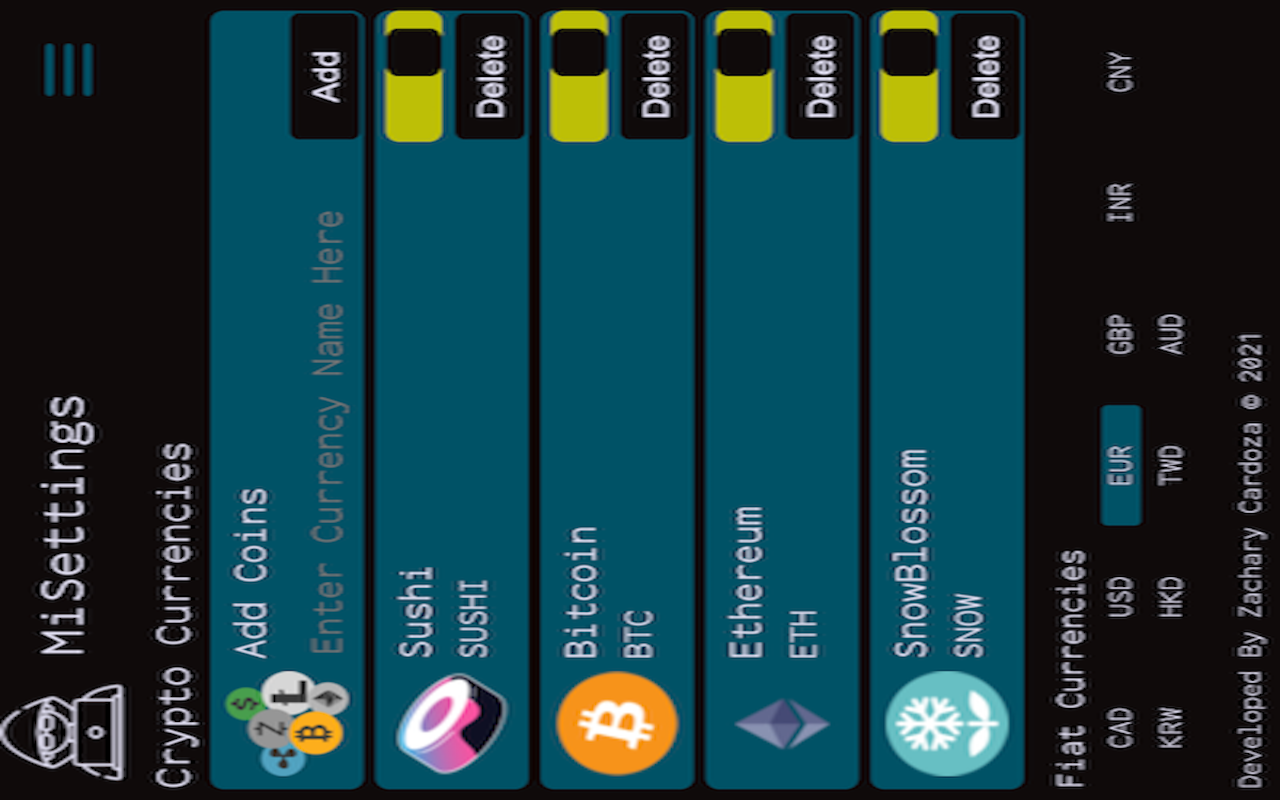 MiSettings
Crypto Currencies
Add Coins
Enter Currency Name Here
Add
Sushi
SUSHI
Delete
Bitcoin
BTC
Delete
Ethereum
ETH
Delete
SnowBlossom
SNOW
Delete
Fiat Currencies
CAD USD EUR GBP INR CNY
KRW HKD TWD AUD
Developed By Zachary Cardoza © 2021